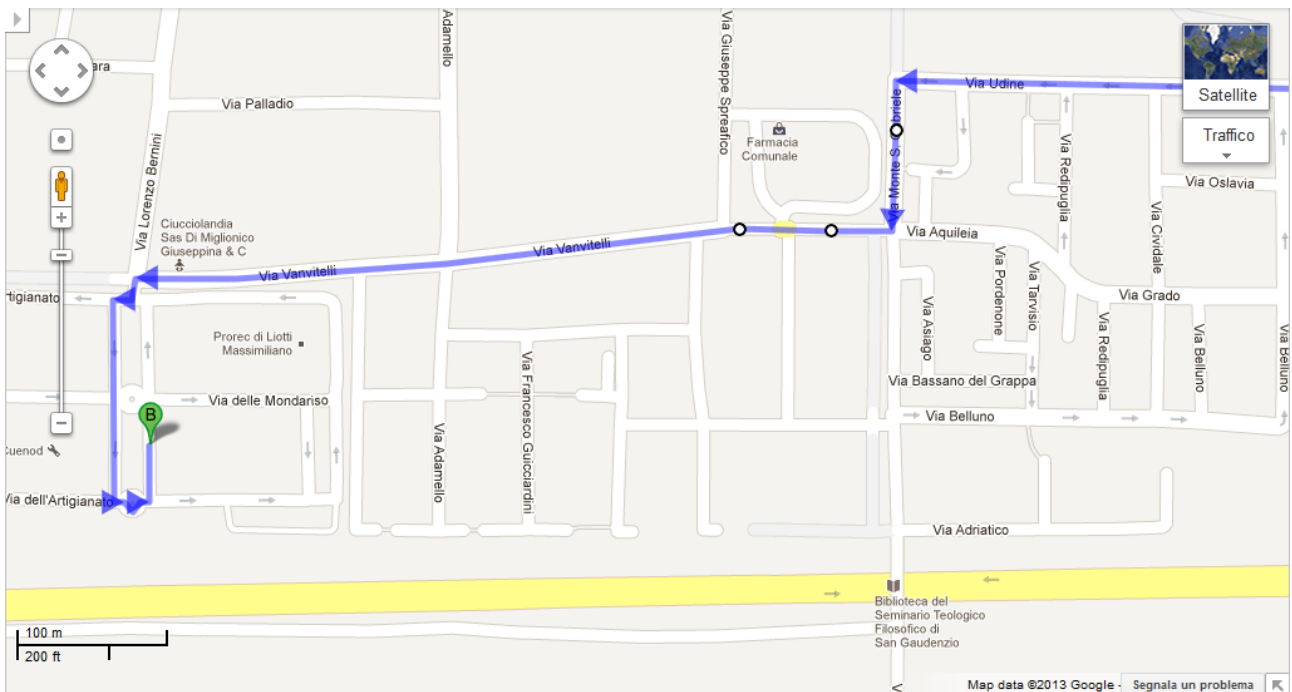 Adamello
Via Giuseppe Spreafico
Via Udine
Satellite
Traffico
ara
Via Palladio
Via Lorenzo Bernini
Farmacia
Comunale
Via Monte S. Gabriele
Via Redipuglia
Via Oslavia
Via Cividale
Ciucciolandia
Sas Di Miglionico
Giuseppina & C
Via Vanvitelli
Via Vanvitelli
Via Aquileia
Via Pordenone
Via Tarvisio
Via Grado
rtigianato
Via Asiago
Via Redipuglia
Via Belluno
Via Belluno
Prorec di Liotti
Massimiliano
Via Francesco Guicciardini
Via Bassano del Grappa
Via delle Mondariso
B
Via Belluno
Via Adamello
Cuenod
Via dell'Artigianato
Via Adriatico
Biblioteca del
Seminario Teologico
Filosofico di
San Gaudenzio
100 m
200 ft
Map data ©2013 Google -
Segnala un problema